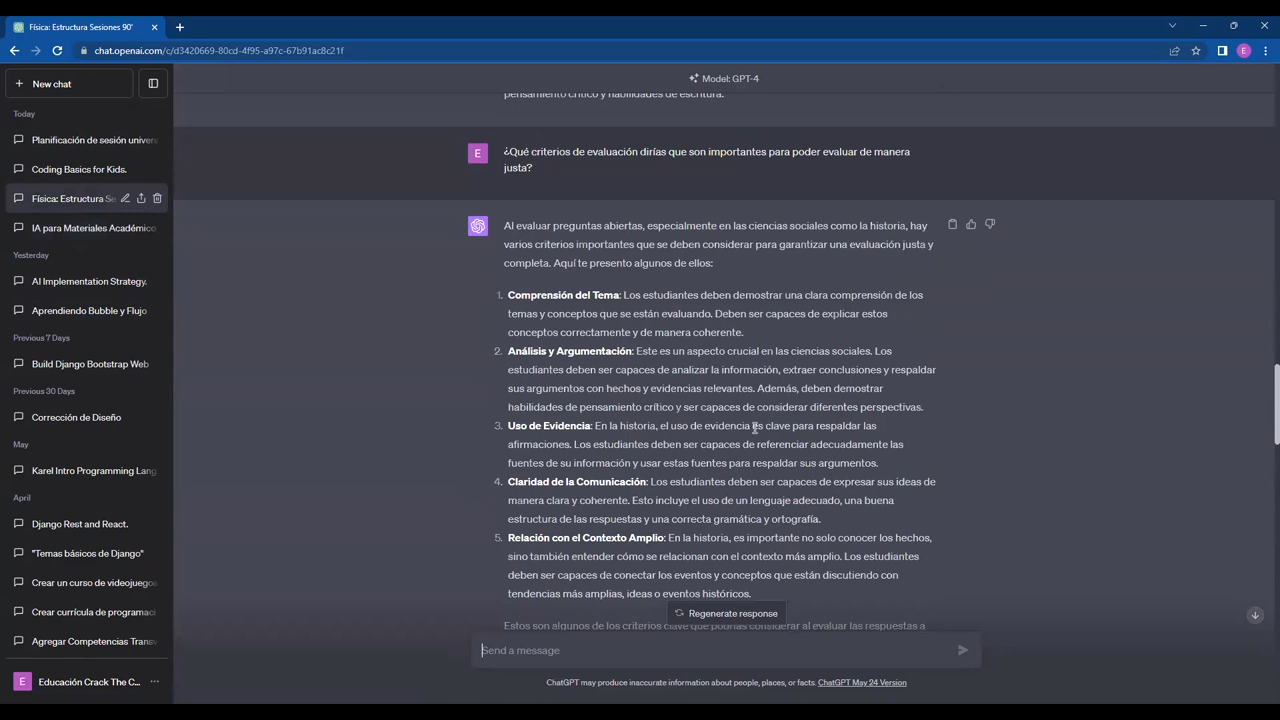 Física: Estructura Sesiones 90'
chat.openai.com/c/d3420669-80cd-4f95-a97c-67b91ac8c21f
E
New chat
Today
Planificación de sesión univers
Coding Basics for Kids.
Física: Estructura Se
IA para Materiales Académico
Yesterday
AI Implementation Strategy.
Aprendiendo Bubble y Flujo
Previous 7 Days
Build Django Bootstrap Web
Previous 30 Days
Corrección de Diseño
May
Karel Intro Programming Lang
April
Django Rest and React.
"Temas básicos de Django"
Crear un curso de videojuego
Crear currícula de programaci
Agregar Competencias Transv
E
Educación Crack The C...
Model: GPT-4
pensamiento crítico y habilidades de escritura.
E
¿Qué criterios de evaluación dirías que son importantes para poder evaluar de manera
justa?
Al evaluar preguntas abiertas, especialmente en las ciencias sociales como la historia, hay
varios criterios importantes que se deben considerar para garantizar una evaluación justa y
completa. Aquí te presento algunos de ellos:
1. Comprensión del Tema: Los estudiantes deben demostrar una clara comprensión de los
temas y conceptos que se están evaluando. Deben ser capaces de explicar estos
conceptos correctamente y de manera coherente.
2. Análisis y Argumentación: Este es un aspecto crucial en las ciencias sociales. Los
estudiantes deben ser capaces de analizar la información, extraer conclusiones y respaldar
sus argumentos con hechos y evidencias relevantes. Además, deben demostrar
habilidades de pensamiento crítico y ser capaces de considerar diferentes perspectivas.
3. Uso de Evidencia: En la historia, el uso de evidencia es clave para respaldar las
afirmaciones. Los estudiantes deben ser capaces de referenciar adecuadamente las
fuentes de su información y usar estas fuentes para respaldar sus argumentos.
4. Claridad de la Comunicación: Los estudiantes deben ser capaces de expresar sus ideas de
manera clara y coherente. Esto incluye el uso de un lenguaje adecuado, una buena
estructura de las respuestas y una correcta gramática y ortografía.
5. Relación con el Contexto Amplio: En la historia, es importante no solo conocer los hechos,
sino también entender cómo se relacionan con el contexto más amplio. Los estudiantes
deben ser capaces de conectar los eventos y conceptos que están discutiendo con
tendencias más amplias, ideas o eventos históricos.
Regenerate response
Estos son algunos de los criterios clave que podrías considerar al evaluar las respuestas a
Send a message
ChatGPT may produce inaccurate information about people, places, or facts. ChatGPT May 24 Version